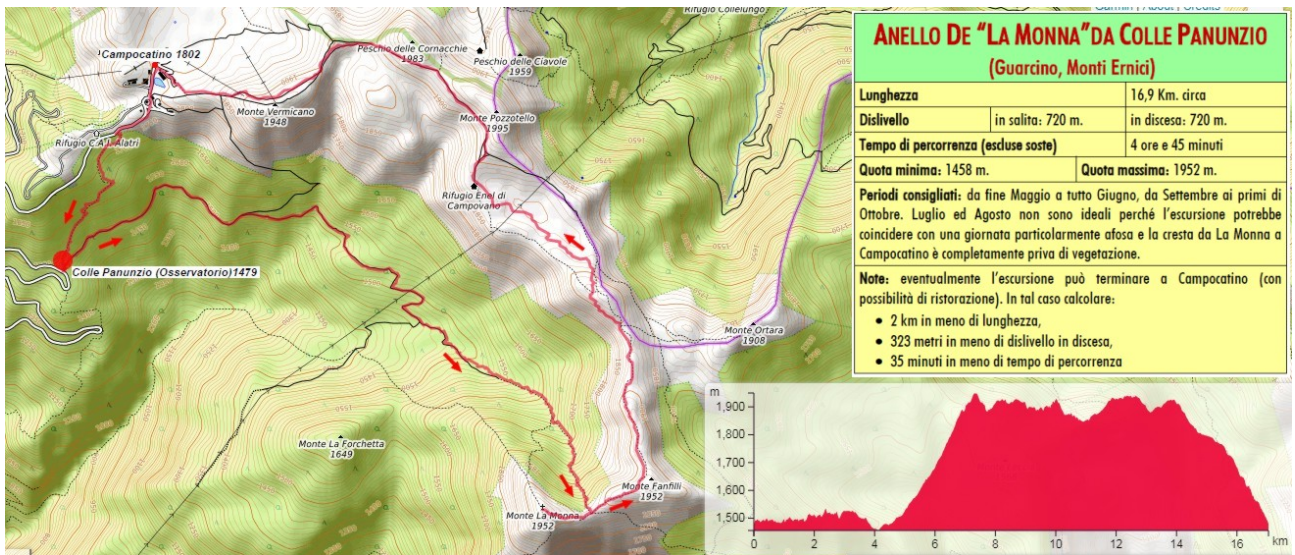 Rifugio Collelungo
Garmin | About | Credits
Campocatino 1802
Peschio delle Cornacchie
1983
Peschio delle Ciavole
1959
Monte Vermicano
1948
Monte Pozzotello
1995
Rifugio C.A.I. Alatri
Rifugio Enel di
Campovano
Colle Panunzio (Osservatorio)1479
Monte Ortara
1908
Monte La Forchetta
1649
Monte Fanfilli
1952
Monte La Monna
1952
ANELLO DE “LA MONNA”DA COLLE PANUNZIO
(Guarcino, Monti Ernici)
Lunghezza 16,9 Km. circa
Dislivello in salita: 720 m. in discesa: 720 m.
Tempo di percorrenza (escluse soste) 4 ore e 45 minuti
Quota minima: 1458 m. Quota massima: 1952 m.
Periodi consigliati: da fine Maggio a tutto Giugno, da Settembre ai primi di
Ottobre. Luglio ed Agosto non sono ideali perché l’escursione potrebbe
coincidere con una giornata particolarmente afosa e la cresta da La Monna a
Campocatino è completamente priva di vegetazione.
Note: eventualmente l’escursione può terminare a Campocatino (con
possibilità di ristorazione). In tal caso calcolare:
• 2 km in meno di lunghezza,
• 323 metri in meno di dislivello in discesa,
• 35 minuti in meno di tempo di percorrenza
m
1,900
1,800
1,700
1,600
1,500
0 2 4 6 8 10 12 14 16 km